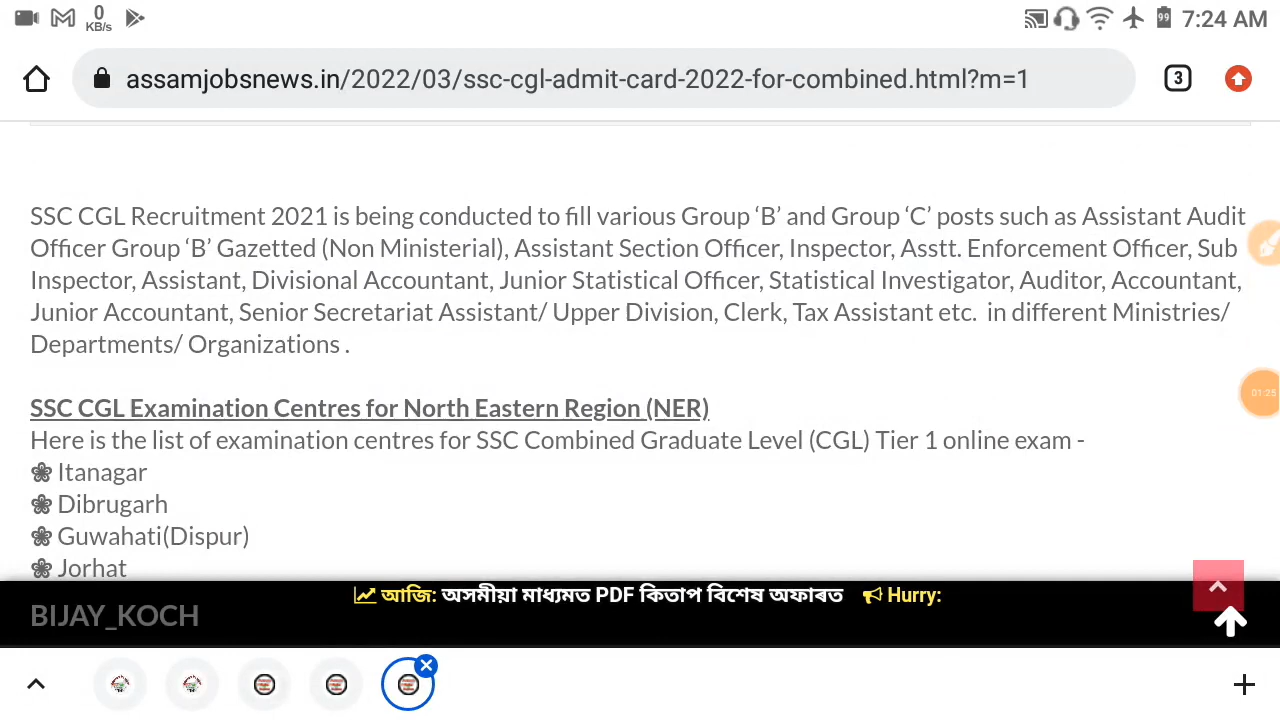 0
KB/s
99
7:24 AM
assamjobsnews.in/2022/03/ssc-cgl-admit-card-2022-for-combined.html?m=1
3
SSC CGL Recruitment 2021 is being conducted to fill various Group ‘B’ and Group ‘C’ posts such as Assistant Audit
Officer Group ‘B’ Gazetted (Non Ministerial), Assistant Section Officer, Inspector, Asstt. Enforcement Officer, Sub
Inspector, Assistant, Divisional Accountant, Junior Statistical Officer, Statistical Investigator, Auditor, Accountant,
Junior Accountant, Senior Secretariat Assistant/ Upper Division, Clerk, Tax Assistant etc.  in different Ministries/
Departments/ Organizations .
01:25
SSC CGL Examination Centres for North Eastern Region (NER)
Here is the list of examination centres for SSC Combined Graduate Level (CGL) Tier 1 online exam -
❀ Itanagar
❀ Dibrugarh
❀ Guwahati(Dispur)
❀ Jorhat
আজি: অসমীয়া মাধ্যমত PDF কিতাপ বিশেষ অফাৰত Hurry:
BIJAY_KOCH